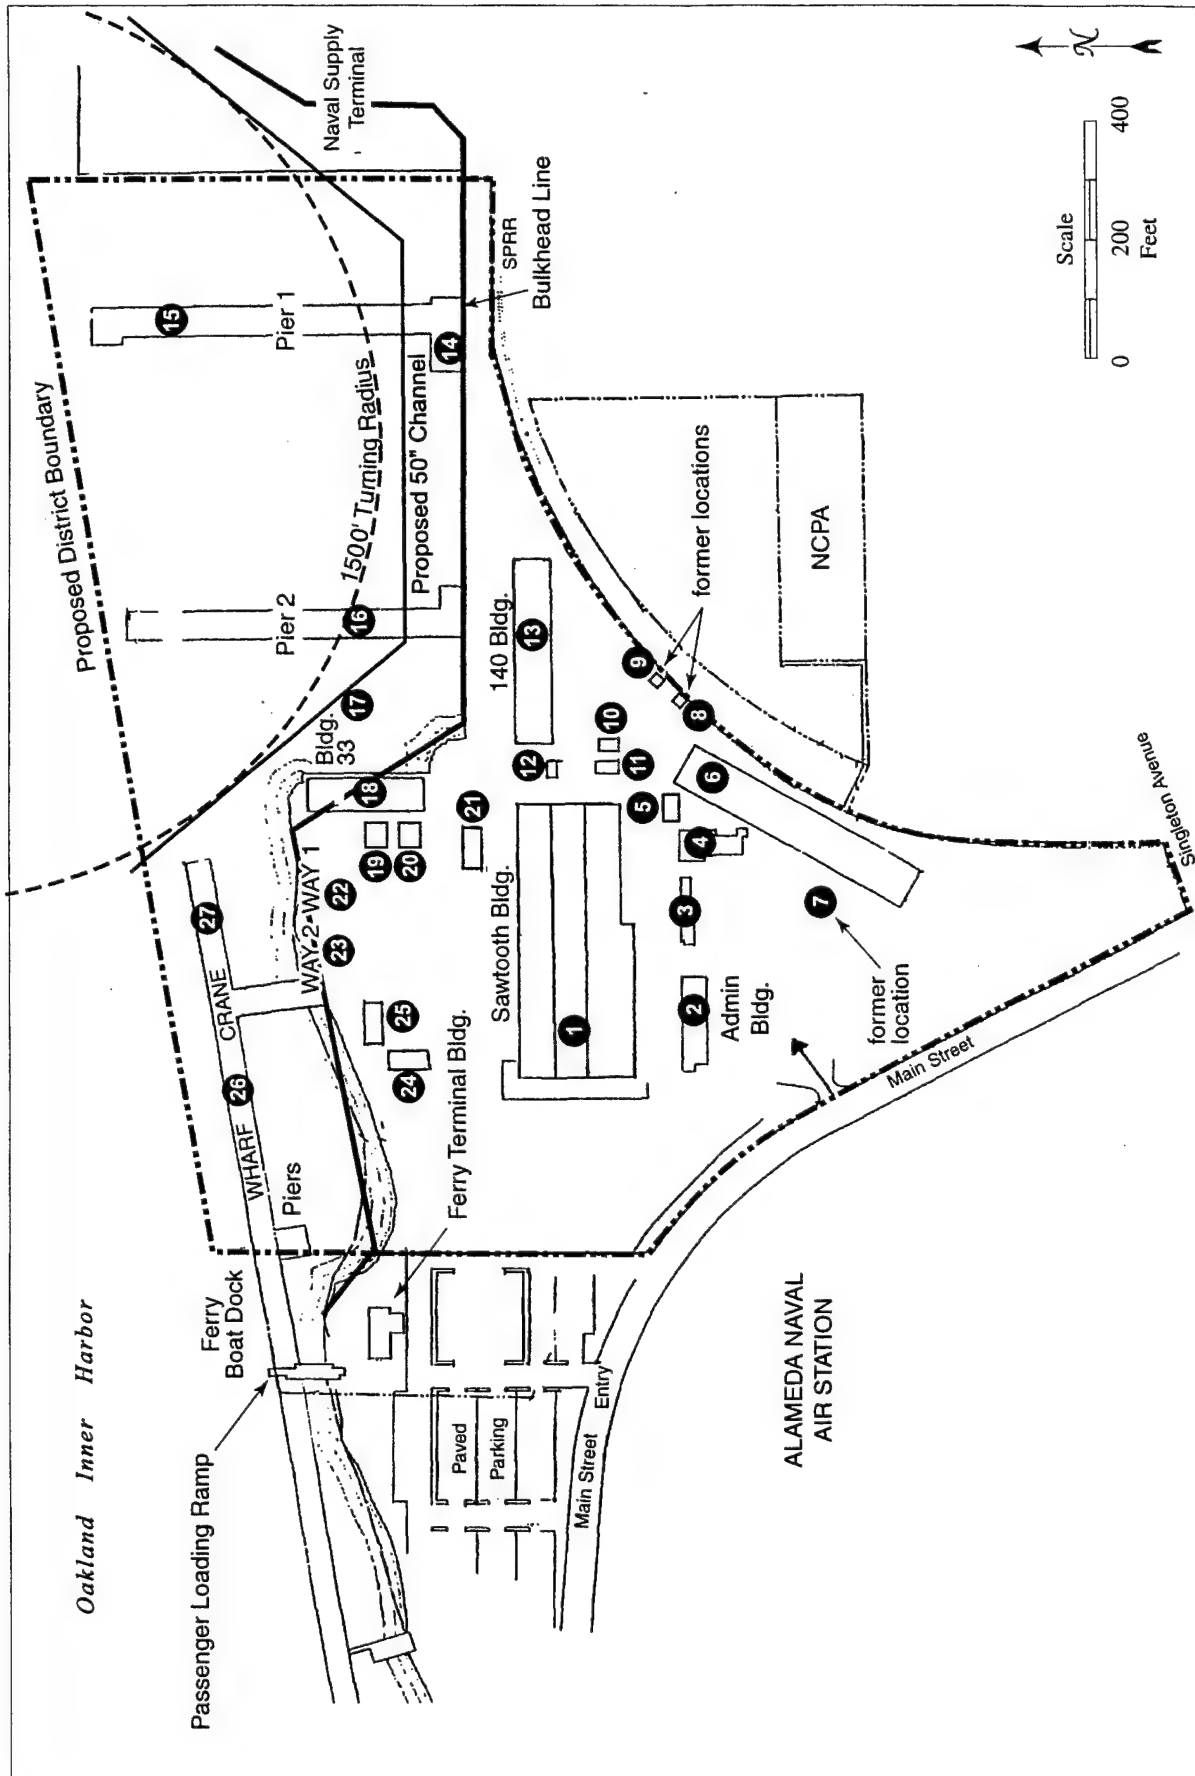 Oakland Inner Harbor
Passenger Loading Ramp
Ferry
Boat Dock
Piers
WHARF
26
CRANE
27
Proposed District Boundary
1500' Turning Radius
Proposed 50" Channel
Pier 2
16
Pier 1
15
14
17
Naval Supply
Terminal
Bulkhead Line
SPRR
WAY 2
WAY 1
23
22
Bldg.
33
18
19
20
21
25
24
Ferry Terminal Bldg.
Sawtooth Bldg.
1
140 Bldg.
13
12
11
10
9
8
former locations
5
6
4
3
2
Admin
Bldg.
7
former
location
NCPA
Paved
Parking
Entry
Main Street
Main Street
Singleton Avenue
ALAMEDA NAVAL
AIR STATION
N
Scale
0 200 400
Feet